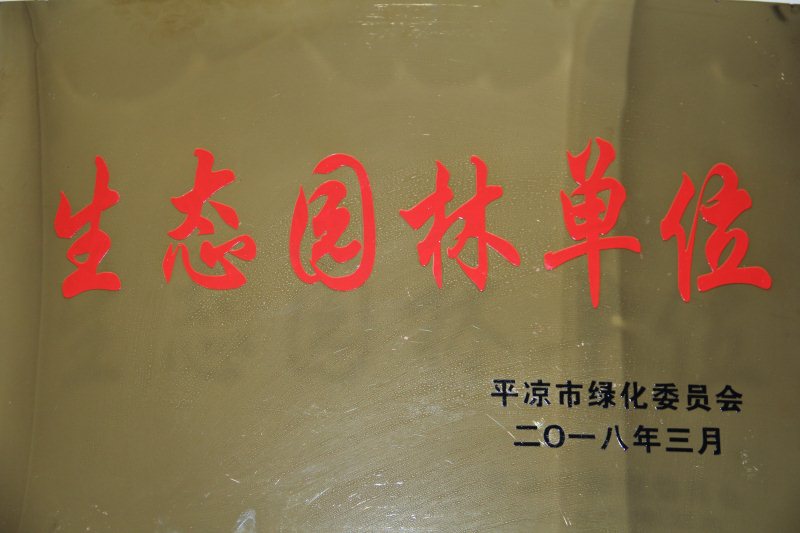 生态园林单位
平凉市绿化委员会
二〇一八年三月